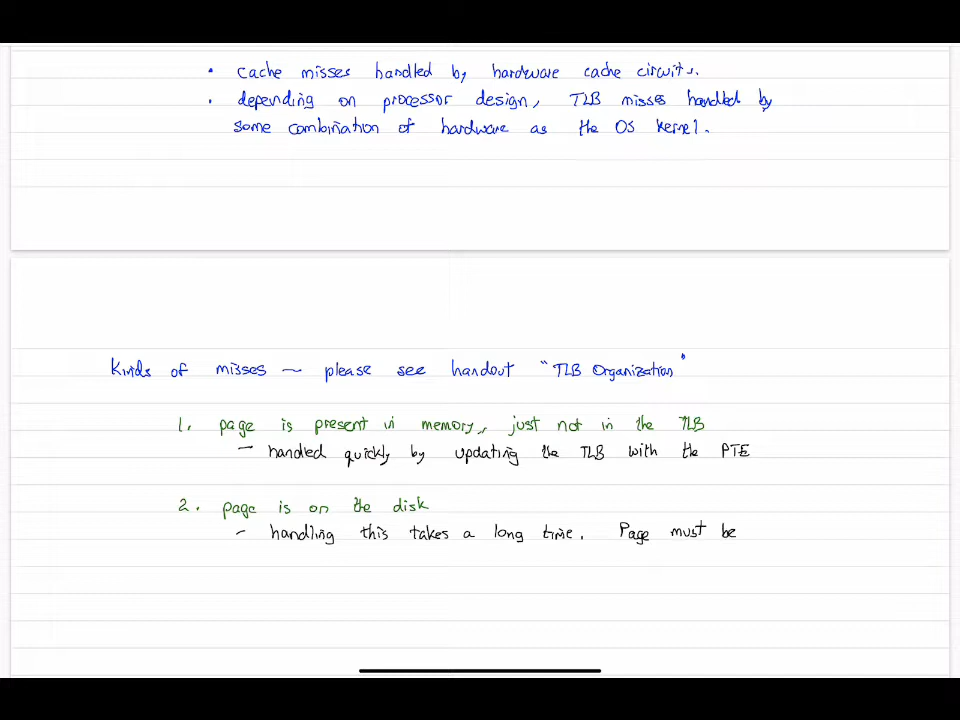 • cache misses handled by hardware cache circuits.
• depending on processor design, TLB misses handled by
some combination of hardware as the OS kernel.
Kinds of misses ~ please see handout "TLB Organization"
1. page is present in memory, just not in the TLB
- handled quickly by updating the TLB with the PTE
2. page is on the disk
- handling this takes a long time. Page must be